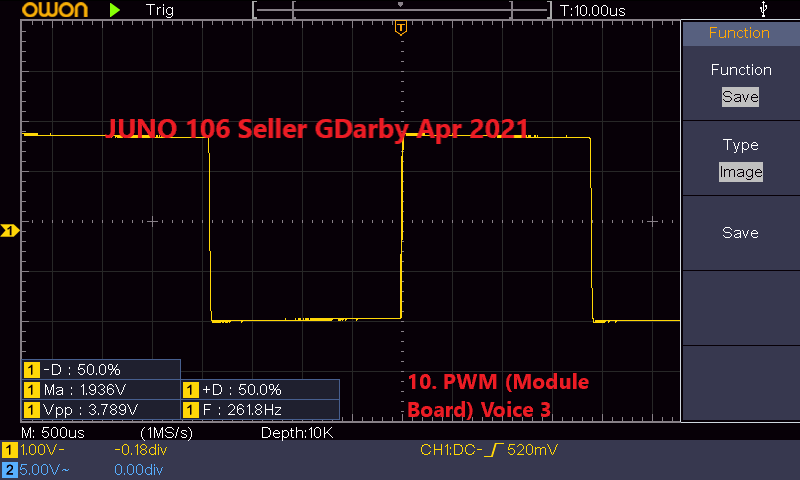 owon Trig T:10.00us
T
Function
Function
Save
Type
Image
Save
JUNO 106 Seller GDarby Apr 2021
1
10. PWM (Module
Board) Voice 3
1 -D : 50.0%
1 Ma : 1.936V 1 +D : 50.0%
1 Vpp : 3.789V 1 F : 261.8Hz
M: 500us (1MS/s) Depth:10K
1 1.00V- -0.18div CH1:DC- 520mV
2 5.00V~ 0.00div